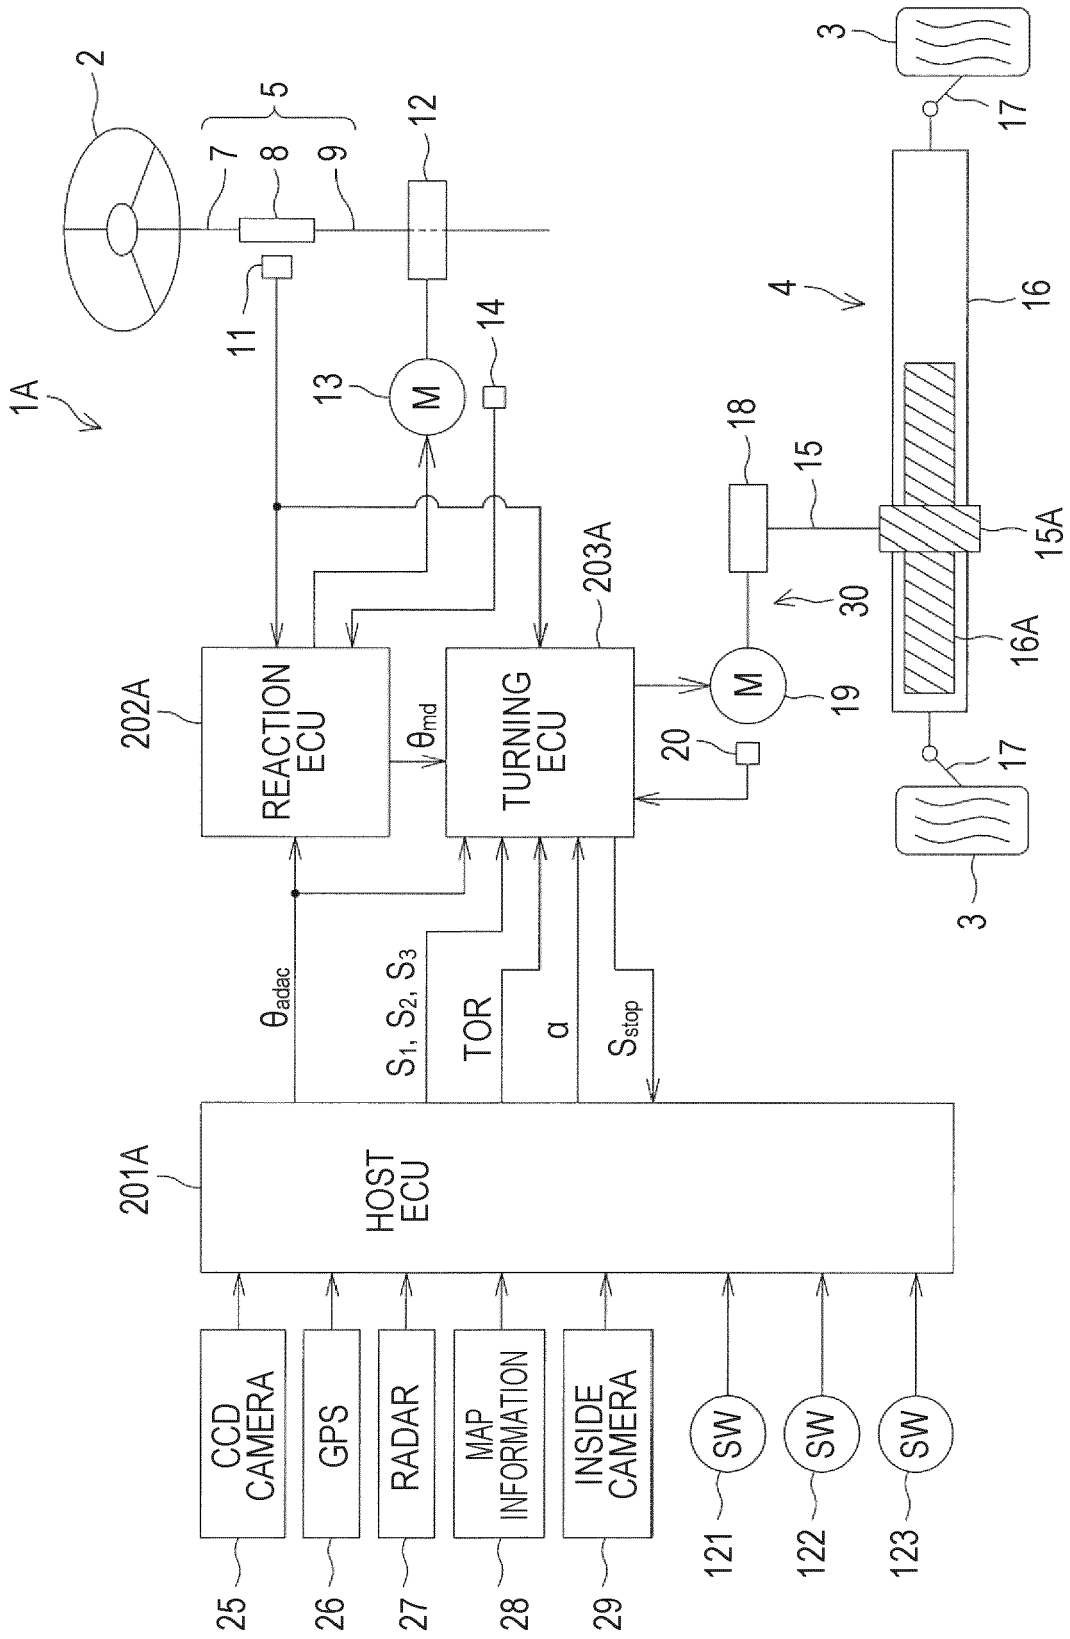 1A
2
5
7
8
9
12
11
13
M
14
202A
REACTION
ECU
θmd
203A
TURNING
ECU
18
15
30
M
19
20
4
16
15A
16A
17
3
17
3
θadac
S1, S2, S3
TOR
α
Sstop
201A
HOST
ECU
CCD
CAMERA
25
GPS
26
RADAR
27
MAP
INFORMATION
28
INSIDE
CAMERA
29
SW
121
SW
122
SW
123